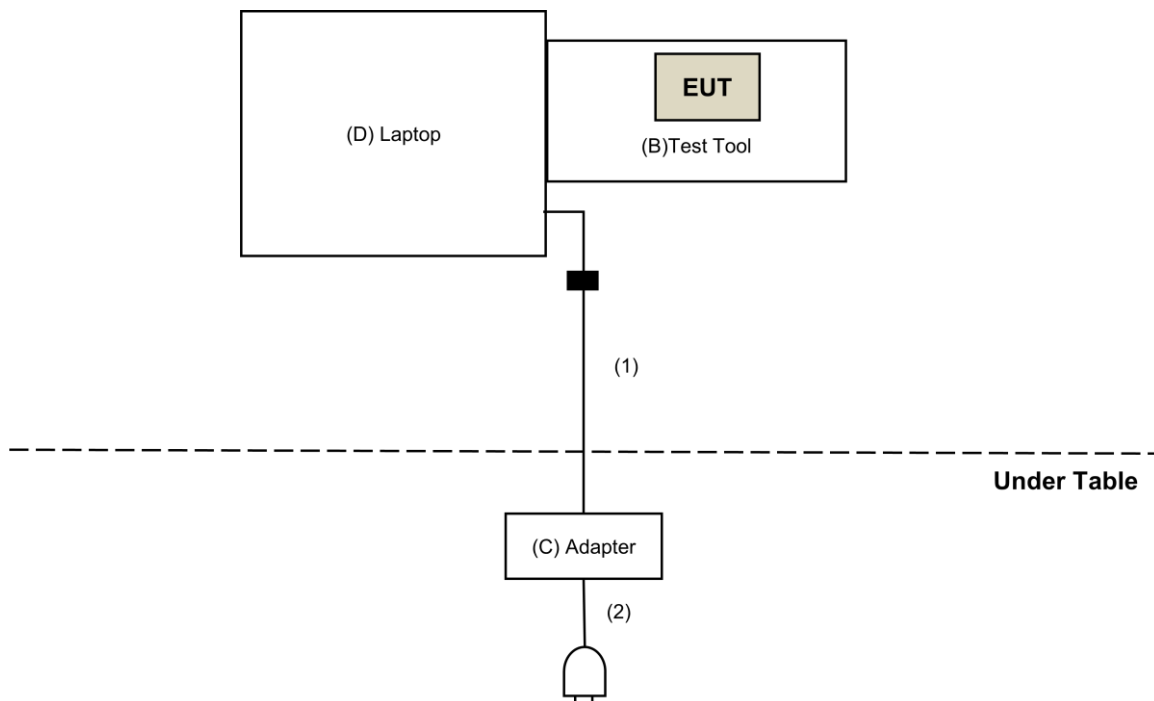 EUT
(D) Laptop
(B)Test Tool
(1)
Under Table
(C) Adapter
(2)